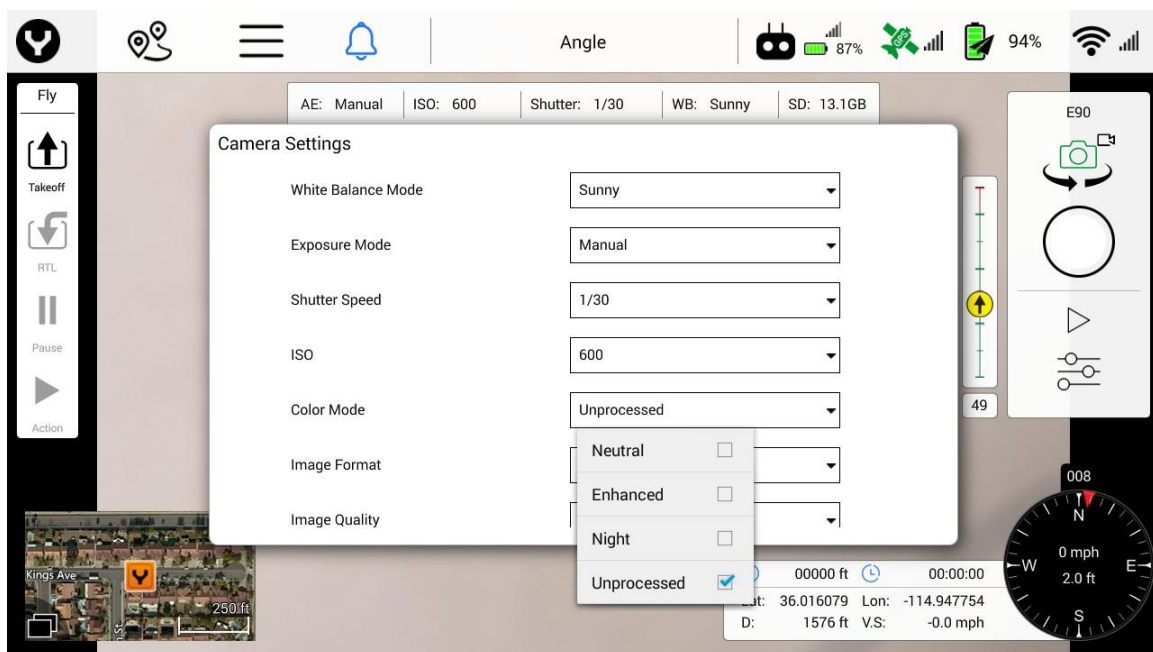 Angle
87%
GPS
94%
Fly
Takeoff
RTL
Pause
Action
AE: Manual
ISO: 600
Shutter: 1/30
WB: Sunny
SD: 13.1GB
E90
Camera Settings
White Balance Mode
Sunny
Exposure Mode
Manual
Shutter Speed
1/30
ISO
600
Color Mode
Unprocessed
Neutral
Enhanced
Night
Unprocessed
Image Format
Image Quality
49
Kings Ave
St
250 ft
00000 ft
00:00:00
36.016079 Lon: -114.947754
D: 1576 ft V.S: -0.0 mph
008
N
W
E
S
0 mph
2.0 ft